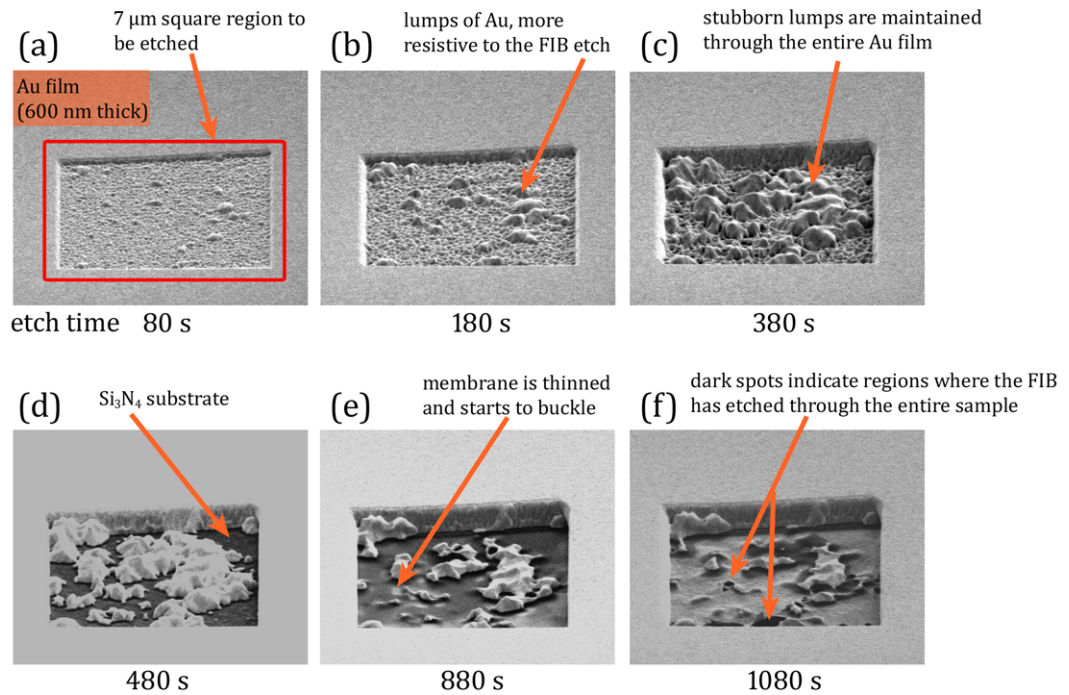 (a)
7 μm square region to
be etched
Au film
(600 nm thick)
(b)
lumps of Au, more
resistive to the FIB etch
(c)
stubborn lumps are maintained
through the entire Au film
etch time 80 s
180 s
380 s
(d)
Si₃N₄ substrate
(e)
membrane is thinned
and starts to buckle
(f)
dark spots indicate regions where the FIB
has etched through the entire sample
480 s
880 s
1080 s